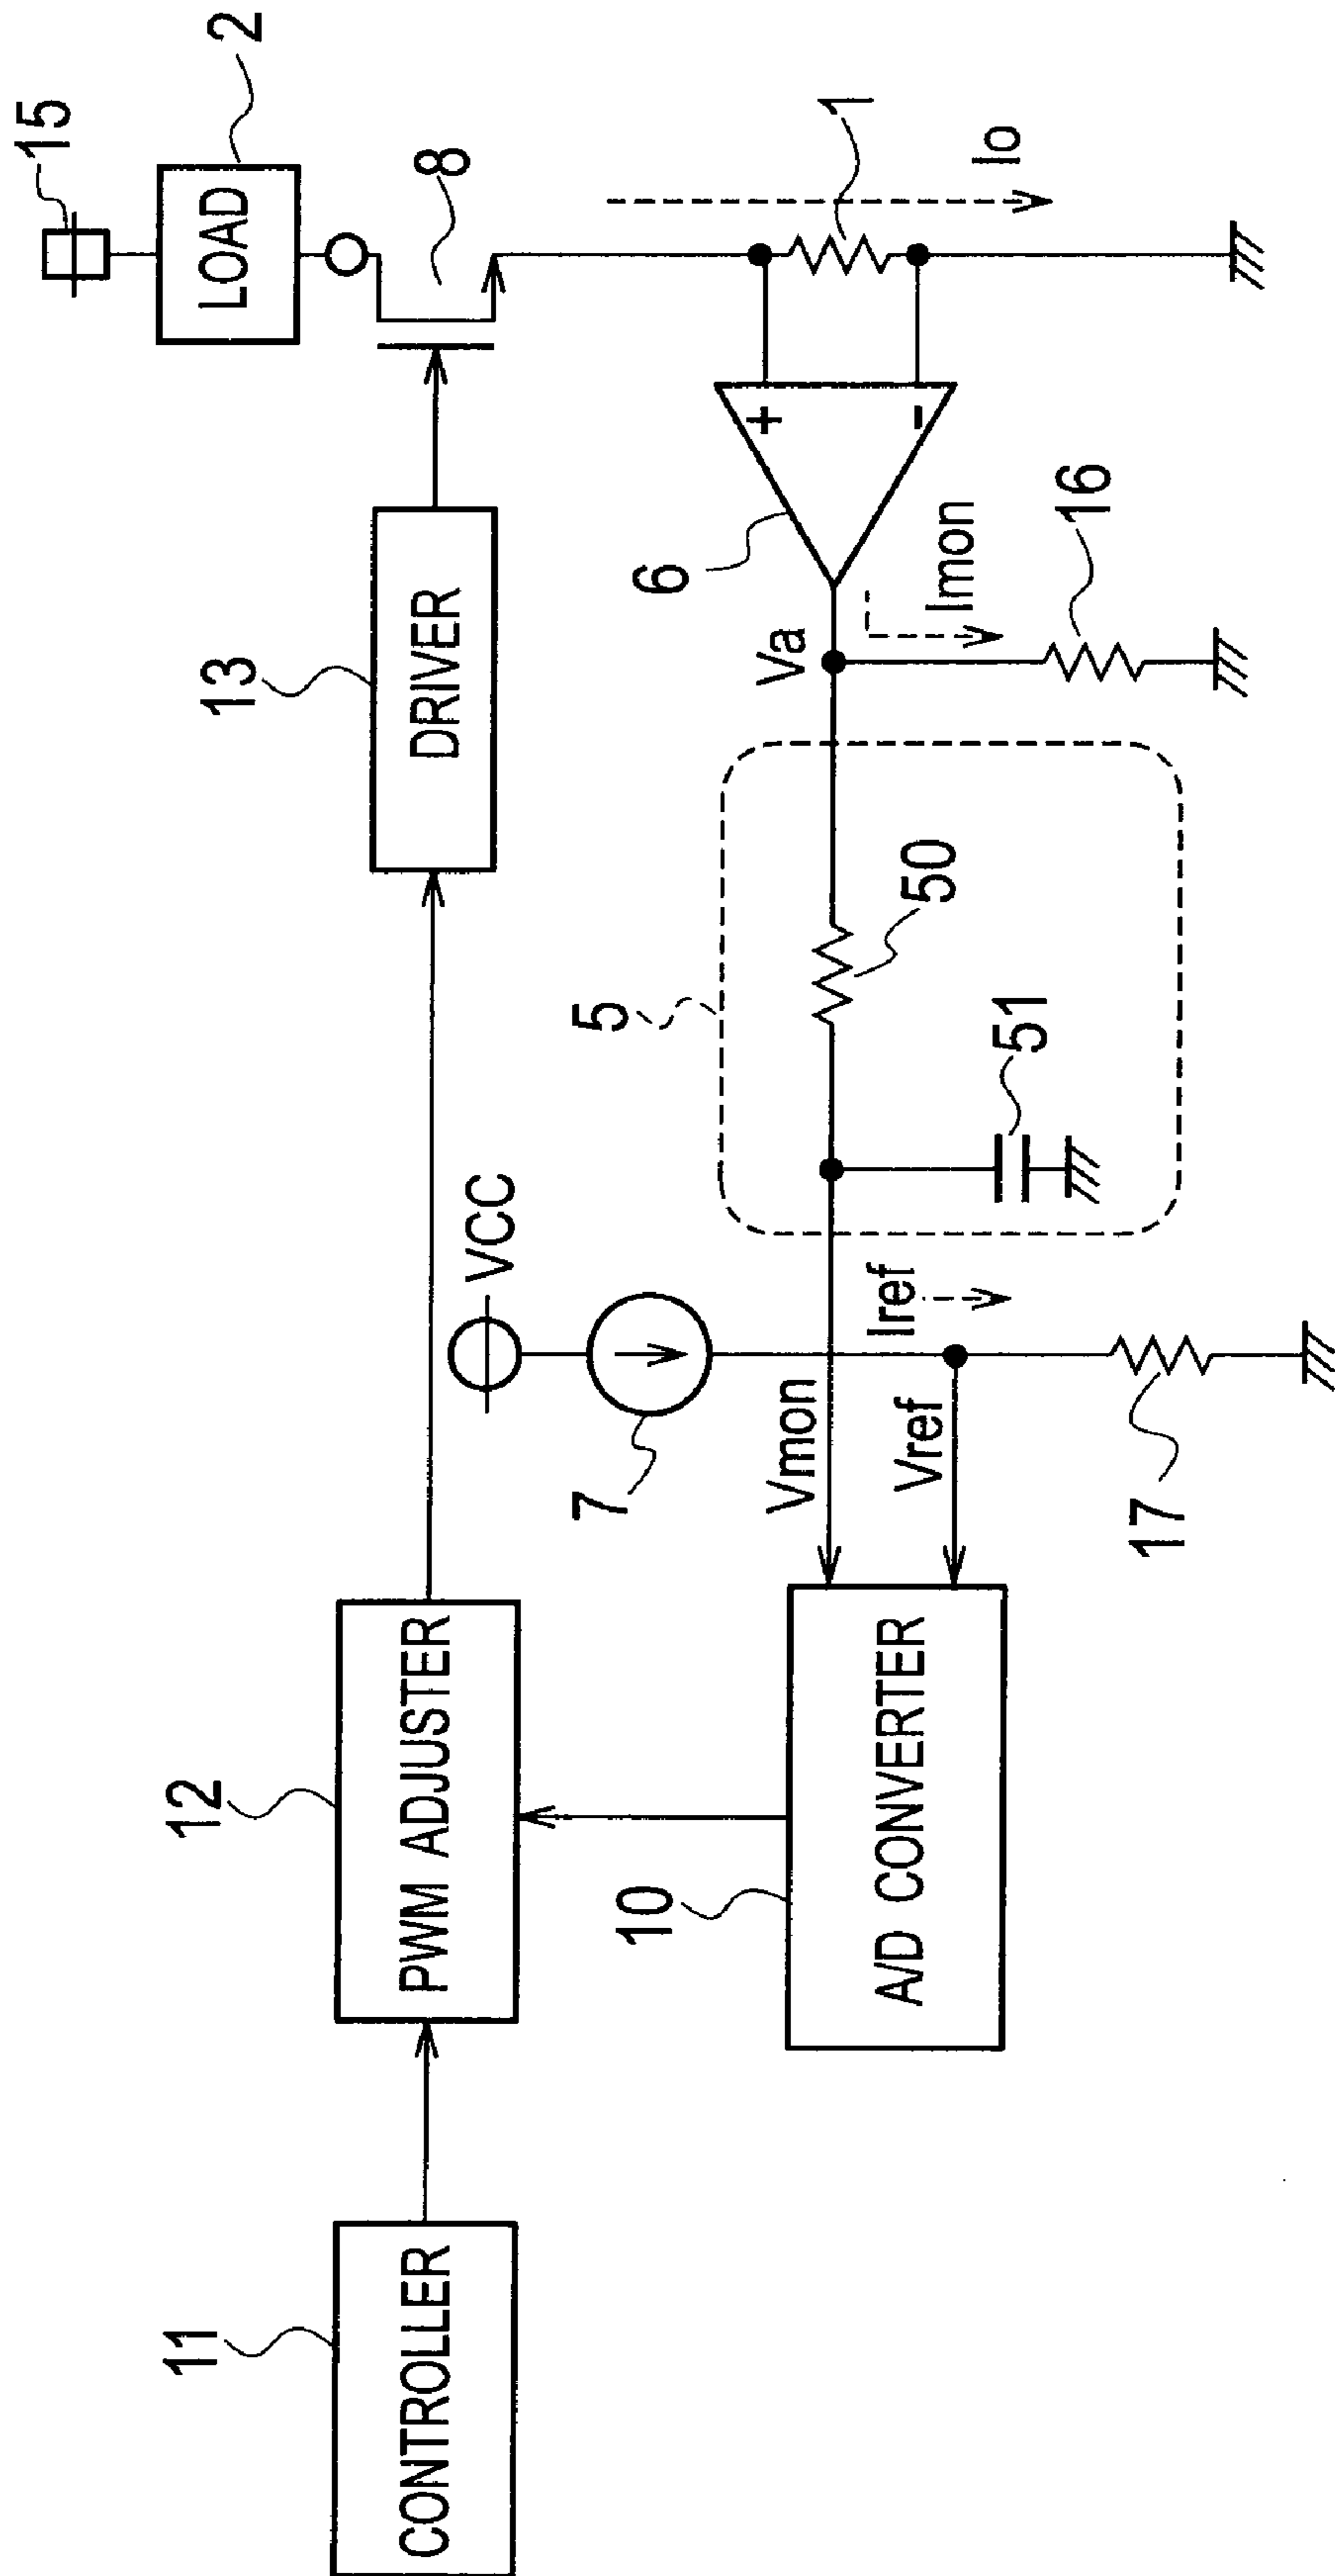 15
LOAD
2
8
1
Io
11
CONTROLLER
12
PWM ADJUSTER
13
DRIVER
VCC
7
6
+
-
Va
Imon
16
5
50
51
Iref
Vmon
Vref
17
10
A/D CONVERTER